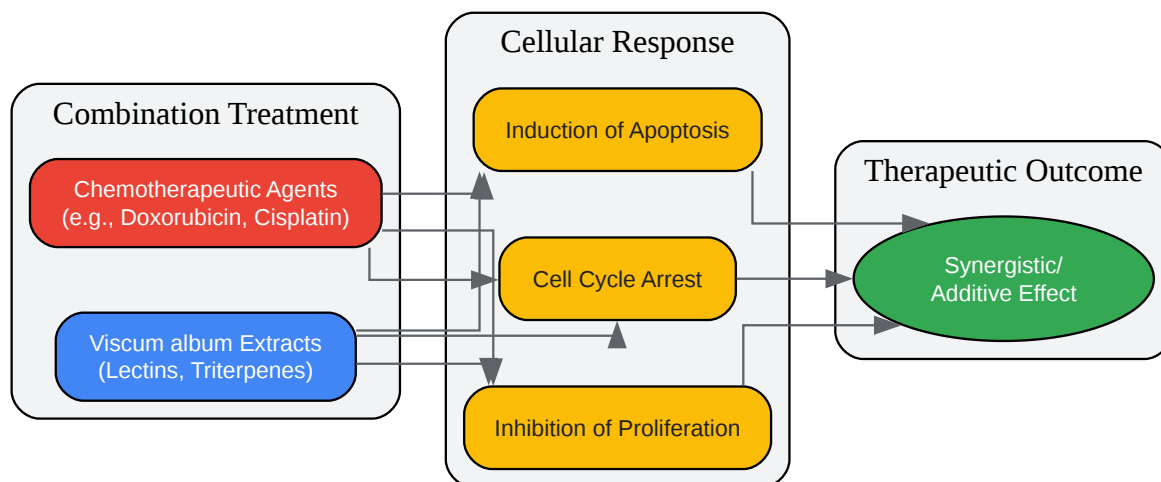 Combination Treatment
Chemotherapeutic Agents
(e.g., Doxorubicin, Cisplatin)
Viscum album Extracts
(Lectins, Triterpenes)
Cellular Response
Induction of Apoptosis
Cell Cycle Arrest
Inhibition of Proliferation
Therapeutic Outcome
Synergistic/
Additive Effect